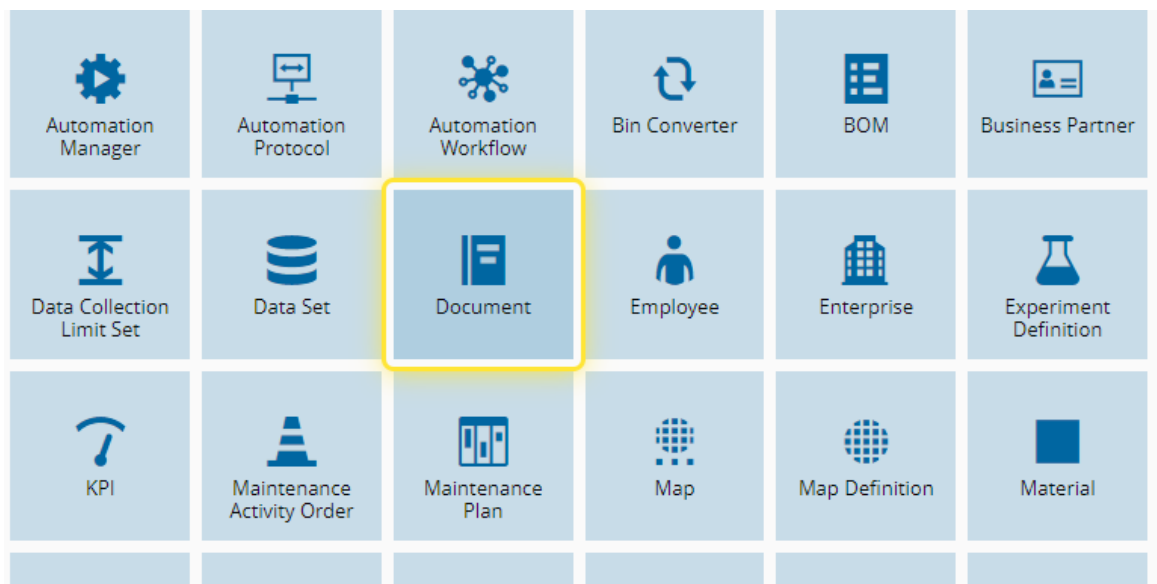 Automation
Manager
Automation
Protocol
Automation
Workflow
Bin Converter
BOM
Business Partner
Data Collection
Limit Set
Data Set
Document
Employee
Enterprise
Experiment
Definition
KPI
Maintenance
Activity Order
Maintenance
Plan
Map
Map Definition
Material